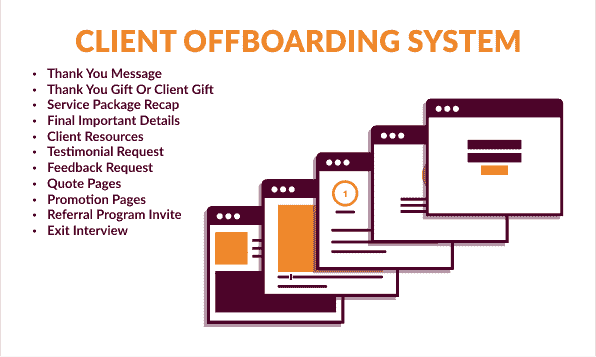 CLIENT OFFBOARDING SYSTEM
• Thank You Message
• Thank You Gift Or Client Gift
• Service Package Recap
• Final Important Details
• Client Resources
• Testimonial Request
• Feedback Request
• Quote Pages
• Promotion Pages
• Referral Program Invite
• Exit Interview
1